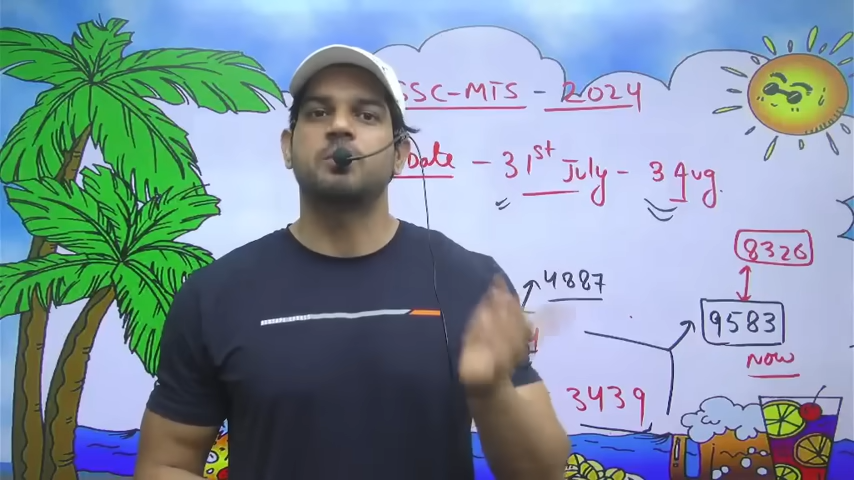 SSC-MTS - 2024
Date - 31st July - 3 Aug.
8326
4887
9583
NOW
3439